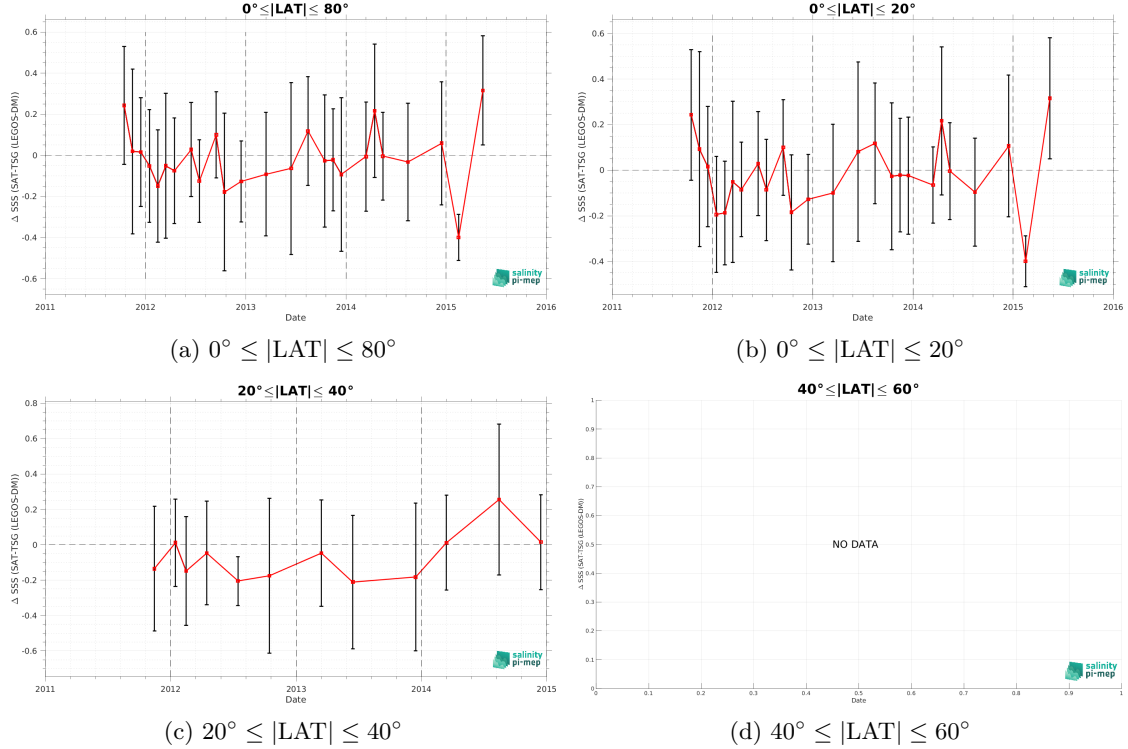 0°≤|LAT|≤ 80°
Δ SSS (SAT-TSG (LEGOS-DM))
0.6
0.4
0.2
0
-0.2
-0.4
-0.6
2011 2012 2013 2014 2015 2016
Date
salinity
pi-mep
(a) 0° ≤ |LAT| ≤ 80°
0°≤|LAT|≤ 20°
Δ SSS (SAT-TSG (LEGOS-DM))
0.6
0.4
0.2
0
-0.2
-0.4
2011 2012 2013 2014 2015 2016
Date
salinity
pi-mep
(b) 0° ≤ |LAT| ≤ 20°
20°≤|LAT|≤ 40°
Δ SSS (SAT-TSG (LEGOS-DM))
0.8
0.6
0.4
0.2
0
-0.2
-0.4
-0.6
2011 2012 2013 2014 2015
Date
salinity
pi-mep
(c) 20° ≤ |LAT| ≤ 40°
40°≤|LAT|≤ 60°
Δ SSS (SAT-TSG (LEGOS-DM))
1
0.9
0.8
0.7
0.6
0.5
0.4
0.3
0.2
0.1
0
NO DATA
0 0.1 0.2 0.3 0.4 0.5 0.6 0.7 0.8 0.9 1
Date
salinity
pi-mep
(d) 40° ≤ |LAT| ≤ 60°